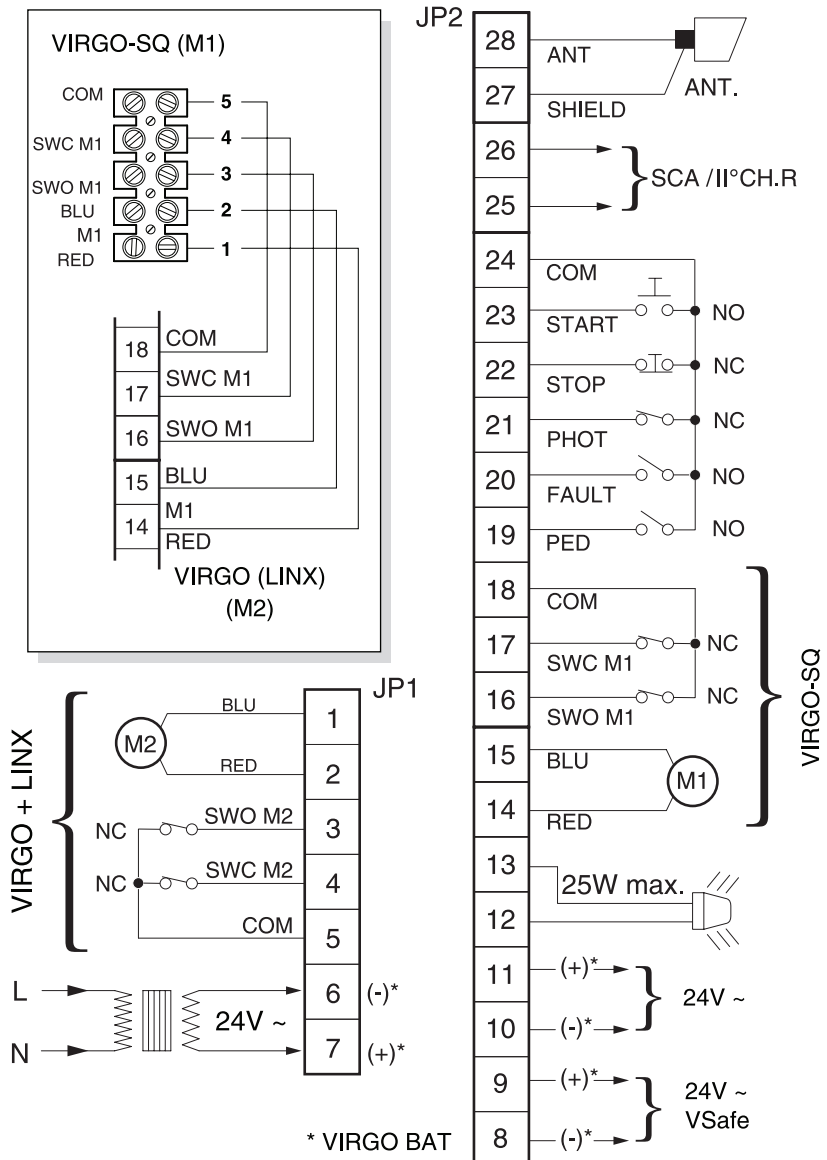 VIRGO-SQ (M1)
COM
5
SWC M1
4
SWO M1
3
BLU
2
M1
RED
1
18 COM
17 SWC M1
16 SWO M1
15 BLU
14 M1
RED
VIRGO (LINX)
(M2)
JP1
VIRGO + LINX
M2
BLU 1
RED 2
NC SWO M2 3
NC SWC M2 4
COM 5
L 24V ~ 6 (-)*
N 7 (+)*
* VIRGO BAT
JP2
28 ANT
ANT.
27 SHIELD
26
SCA /II°CH.R
25
24 COM
23 START NO
22 STOP NC
21 PHOT NC
20 FAULT NO
19 PED NO
18 COM
17 SWC M1 NC
16 SWO M1 NC
15 BLU
M1
14 RED
VIRGO-SQ
13
25W max.
12
11 (+)*
24V ~
10 (-)*
9 (+)*
24V ~
VSafe
8 (-)*